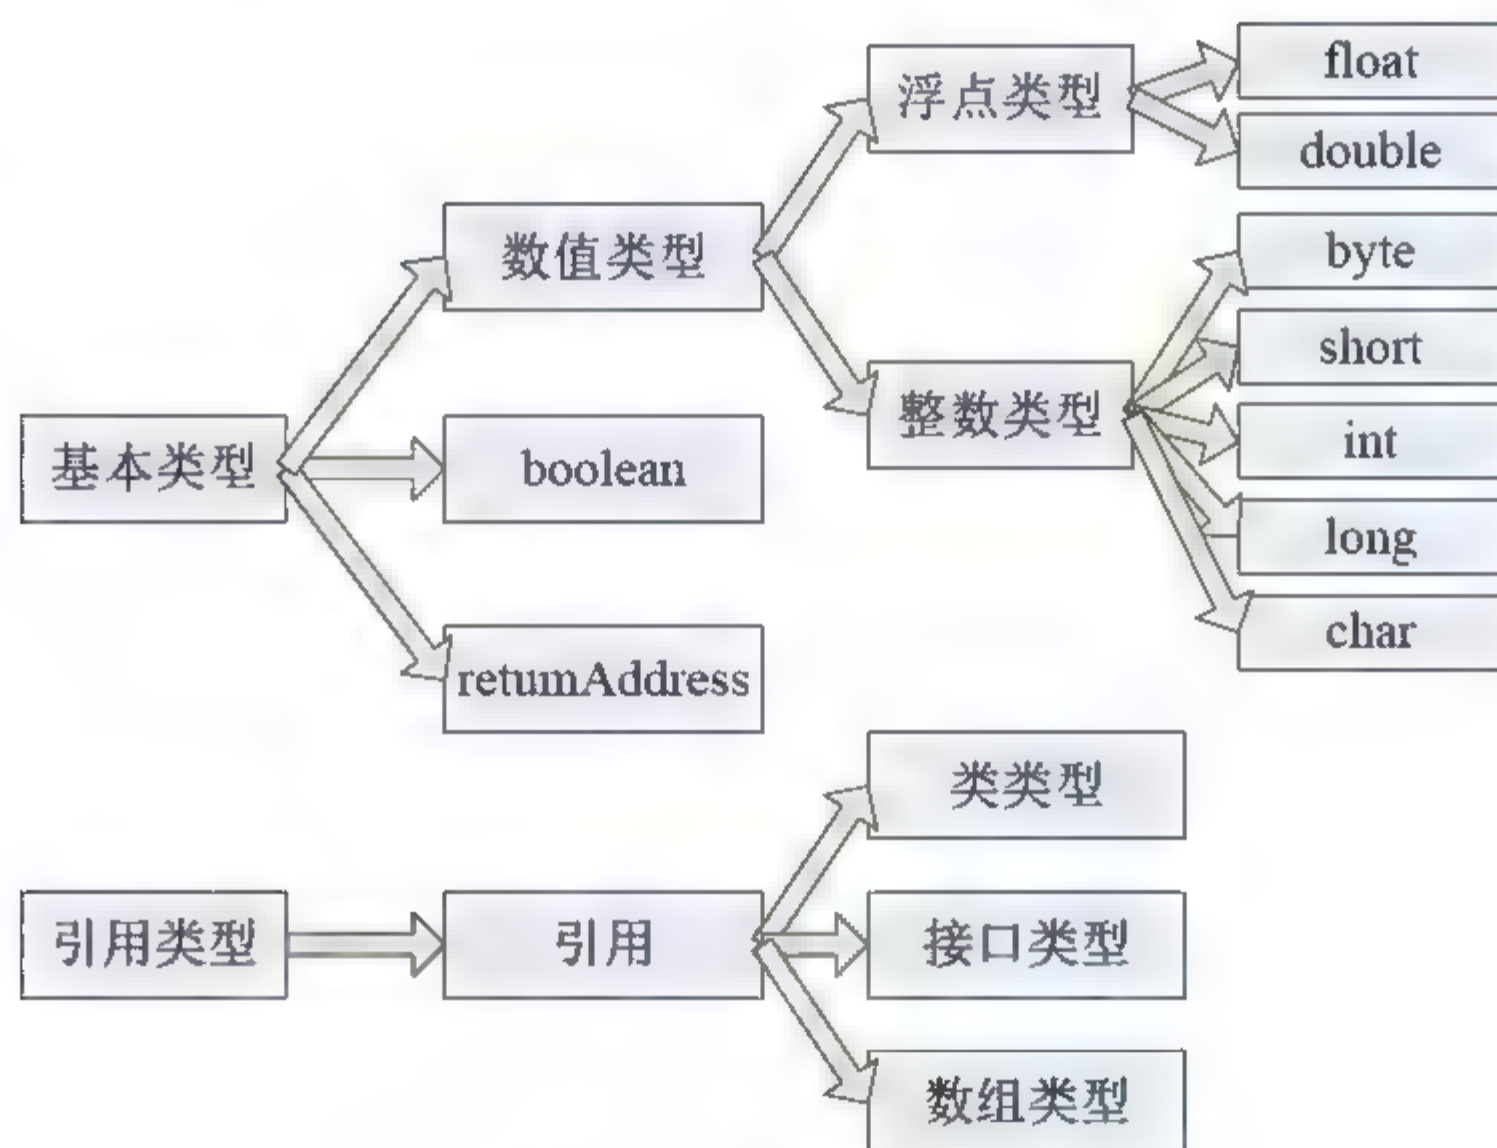 float
浮点类型
double
数值类型
byte
short
整数类型
int
基本类型
boolean
long
char
returnAddress
类类型
引用类型
引用
接口类型
数组类型